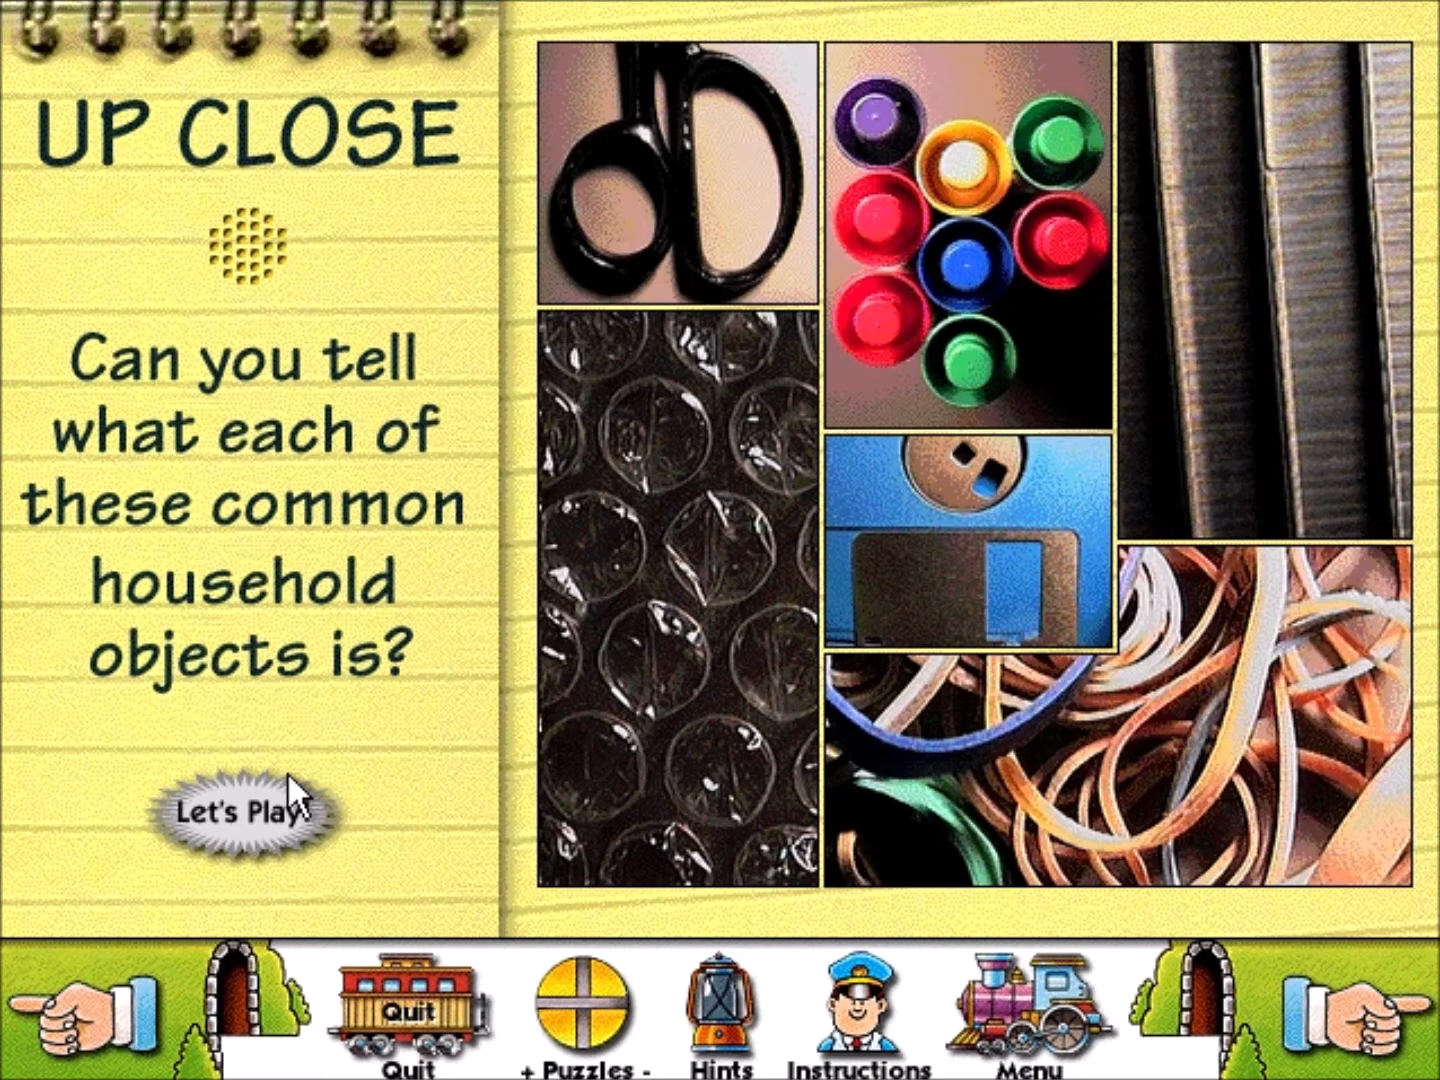 UP CLOSE
Can you tell
what each of
these common
household
objects is?
Let's Play!
Quit
Quit
+ Puzzles -
Hints
Instructions
Menu